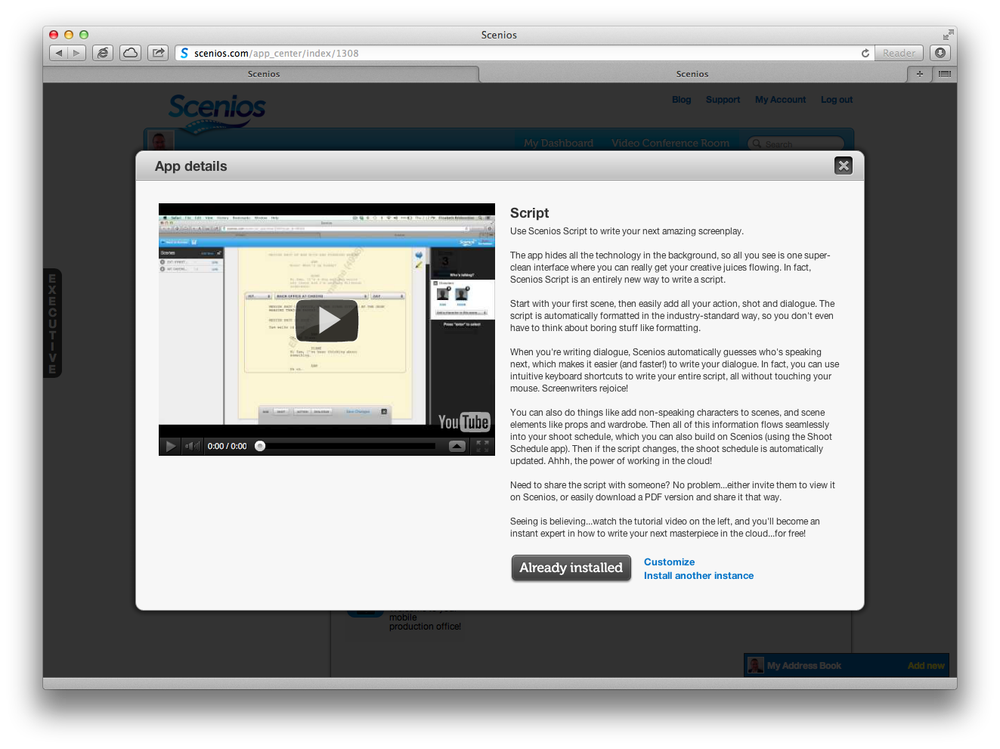 Scenios
scenios.com/app_center/index/1308
Reader
Scenios
Scenios
Scenios
Blog
Support
My Account
Log out
My Dashboard
Video Conference Room
Search
EXECUTIVE
App details
Script
Use Scenios Script to write your next amazing screenplay.
The app hides all the technology in the background, so all you see is one super-
clean interface where you can really get your creative juices flowing. In fact,
Scenios Script is an entirely new way to write a script.
Start with your first scene, then easily add all your action, shot and dialogue. The
script is automatically formatted in the industry-standard way, so you don't even
have to think about boring stuff like formatting.
When you're writing dialogue, Scenios automatically guesses who's speaking
next, which makes it easier (and faster!) to write your dialogue. In fact, you can use
intuitive keyboard shortcuts to write your entire script, all without touching your
mouse. Screenwriters rejoice!
You can also do things like add non-speaking characters to scenes, and scene
elements like props and wardrobe. Then all of this information flows seamlessly
into your shoot schedule, which you can also build on Scenios (using the Shoot
Schedule app). Then if the script changes, the shoot schedule is automatically
updated. Ahhh, the power of working in the cloud!
Need to share the script with someone? No problem...either invite them to view it
on Scenios, or easily download a PDF version and share it that way.
Seeing is believing...watch the tutorial video on the left, and you'll become an
instant expert in how to write your next masterpiece in the cloud...for free!
Already installed
Customize
Install another instance
Scenes
3
Who's talking?
Characters
Press "enter" to select
Save Changes
YouTube
0:00 / 0:00
mobile
production office!
My Address Book
Add new